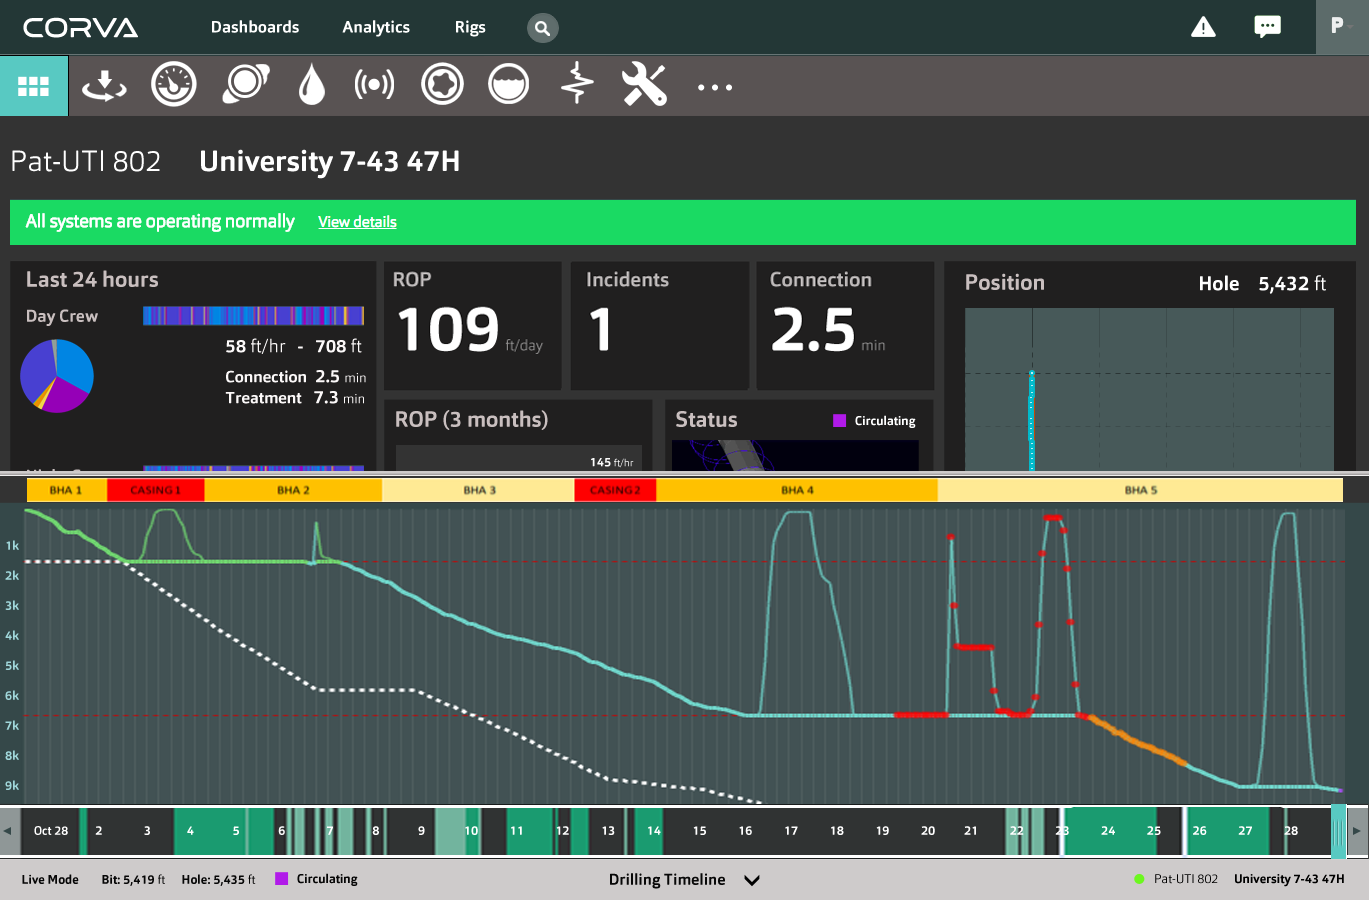 CORVA Dashboards Analytics Rigs P
Pat-UTI 802 University 7-43 47H
All systems are operating normally View details
Last 24 hours
Day Crew
58 ft/hr - 708 ft
Connection 2.5 min
Treatment 7.3 min
ROP
109 ft/day
Incidents
1
Connection
2.5 min
Position Hole 5,432 ft
ROP (3 months)
145 ft/hr
Status Circulating
BHA 1 CASING 1 BHA 2 BHA 3 CASING 2 BHA 4 BHA 5
1k
2k
3k
4k
5k
6k
7k
8k
9k
Oct 28 2 3 4 5 6 7 8 9 10 11 12 13 14 15 16 17 18 19 20 21 22 23 24 25 26 27 28
Live Mode Bit: 5,419 ft Hole: 5,435 ft Circulating Drilling Timeline Pat-UTI 802 University 7-43 47H